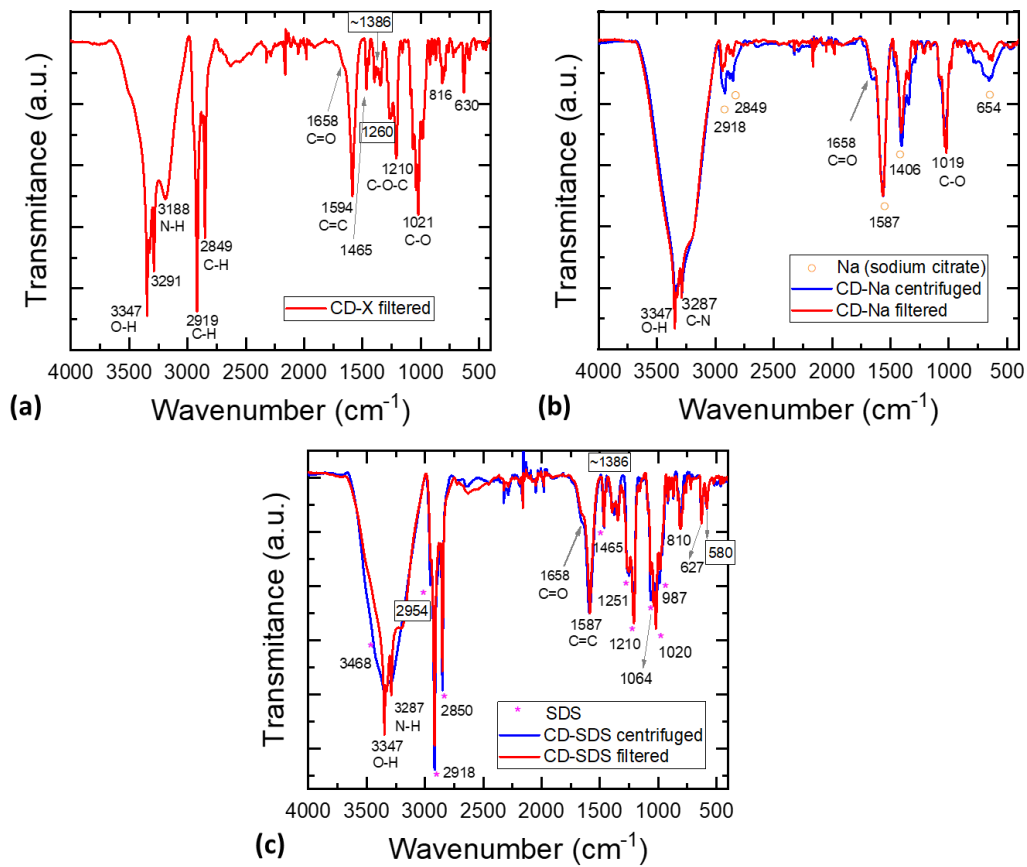 ~1386
1658
C=O
1260
816
630
1210
C-O-C
3188
N-H
1594
C=C
1465
1021
C-O
2849
C-H
3291
3347
O-H
2919
C-H
CD-X filtered
4000 3500 3000 2500 2000 1500 1000 500
Transmitance (a.u.)
Wavenumber (cm-1)
(a)
2849
2918
1658
C=O
654
1406
1019
C-O
1587
3287
C-N
3347
O-H
Na (sodium citrate)
CD-Na centrifuged
CD-Na filtered
4000 3500 3000 2500 2000 1500 1000 500
Transmitance (a.u.)
Wavenumber (cm-1)
(b)
~1386
1465
810
1658
C=O
627
580
2954
1251
987
1587
C=C
1210
1020
3468
1064
3287
N-H
2850
3347
O-H
2918
* SDS
CD-SDS centrifuged
CD-SDS filtered
4000 3500 3000 2500 2000 1500 1000 500
Transmitance (a.u.)
Wavenumber (cm-1)
(c)